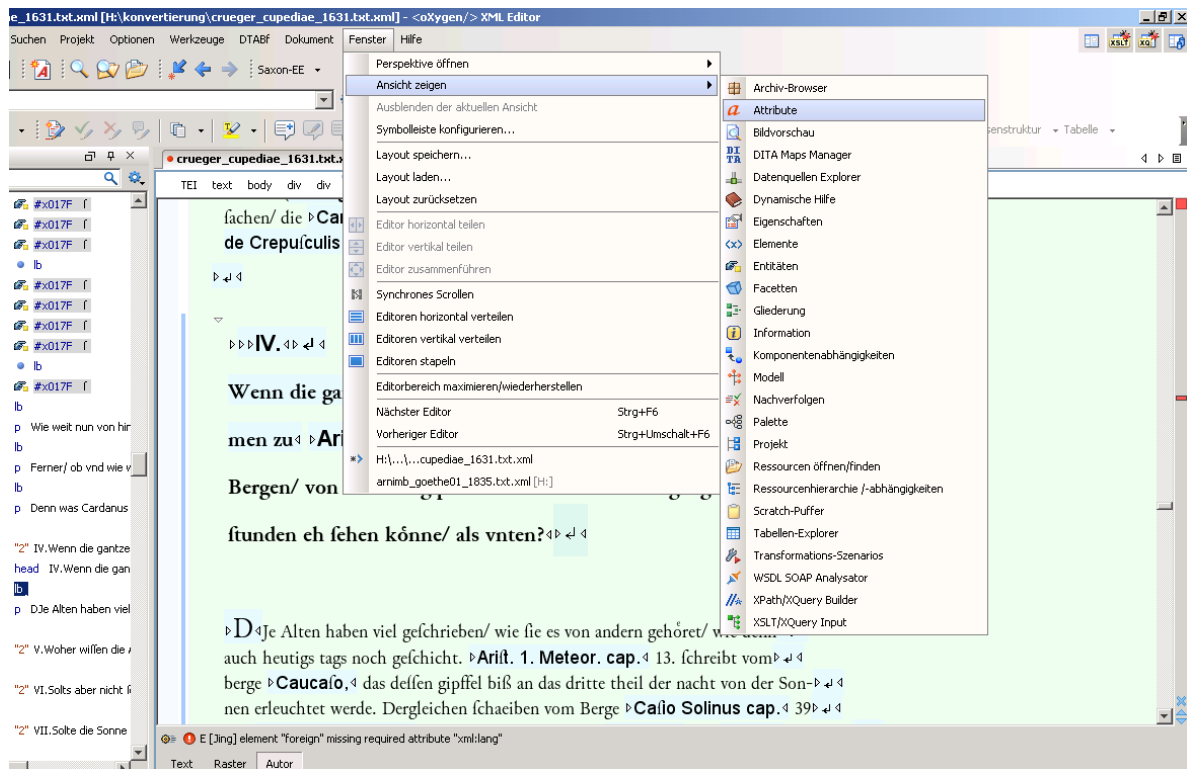 e_1631.txt.xml [H:\konvertierung\crueger_cupediae_1631.txt.xml] - <oXygen/> XML Editor
Suchen Projekt Optionen Werkzeuge DTABf Dokument Fenster Hilfe
Saxon-EE
Perspektive öffnen
Ansicht zeigen
Ausblenden der aktuellen Ansicht
Symbolleiste konfigurieren...
Layout speichern...
Layout laden...
Layout zurücksetzen
Editor horizontal teilen
Editor vertikal teilen
Editor zusammenführen
Synchrones Scrollen
Editoren horizontal verteilen
Editoren vertikal verteilen
Editoren stapeln
Editorbereich maximieren/wiederherstellen
Nächster Editor Strg+F6
Vorheriger Editor Strg+Umschalt+F6
H:\...\...cupediae_1631.txt.xml
arnimb_goethe01_1835.txt.xml [H:]
Archiv-Browser
Attribute
Bildvorschau
DITA Maps Manager
Datenquellen Explorer
Dynamische Hilfe
Eigenschaften
Elemente
Entitäten
Facetten
Gliederung
Information
Komponentenabhängigkeiten
Modell
Nachverfolgen
Palette
Projekt
Ressourcen öffnen/finden
Ressourcenhierarchie /-abhängigkeiten
Scratch-Puffer
Tabellen-Explorer
Transformations-Szenarios
WSDL SOAP Analysator
XPath/XQuery Builder
XSLT/XQuery Input
senstruktur Tabelle
crueger_cupediae_1631.txt.x
TEI text body div div
#x017F ſ
#x017F ſ
#x017F ſ
lb
#x017F ſ
#x017F ſ
#x017F ſ
#x017F ſ
lb
#x017F ſ
lb
p Wie weit nun von hir
lb
p Ferner/ ob vnd wie v
lb
p Denn was Cardanus
"2" IV.Wenn die gantze
head IV.Wenn die gan
lb
p DJe Alten haben viel
"2" V.Woher wiſſen die
"2" VI.Solts aber nicht
"2" VII.Solte die Sonne
ſachen/ die Car
de Crepuſculis
IV.
Wenn die ga
men zu Ari
Bergen/ von
ſtunden eh ſehen koͤnne/ als vnten?
DJe Alten haben viel geſchrieben/ wie ſie es von andern gehoͤret/
auch heutigs tags noch geſchicht. Ariſt. 1. Meteor. cap. 13. ſchreibt vom
berge Caucaſo, das deſſen gipffel biß an das dritte theil der nacht von der Son-
nen erleuchtet werde. Dergleichen ſchaeiben vom Berge Caſio Solinus cap. 39
E [Jing] element "foreign" missing required attribute "xml:lang"
Text Raster Autor